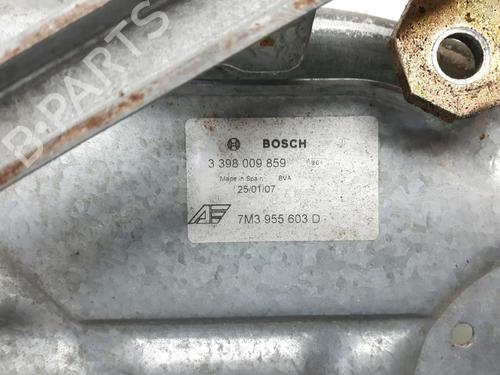 B-PARTS
BOSCH
3 398 009 859
Made in Spain BVA
25/01/07
7M3 955 603 D